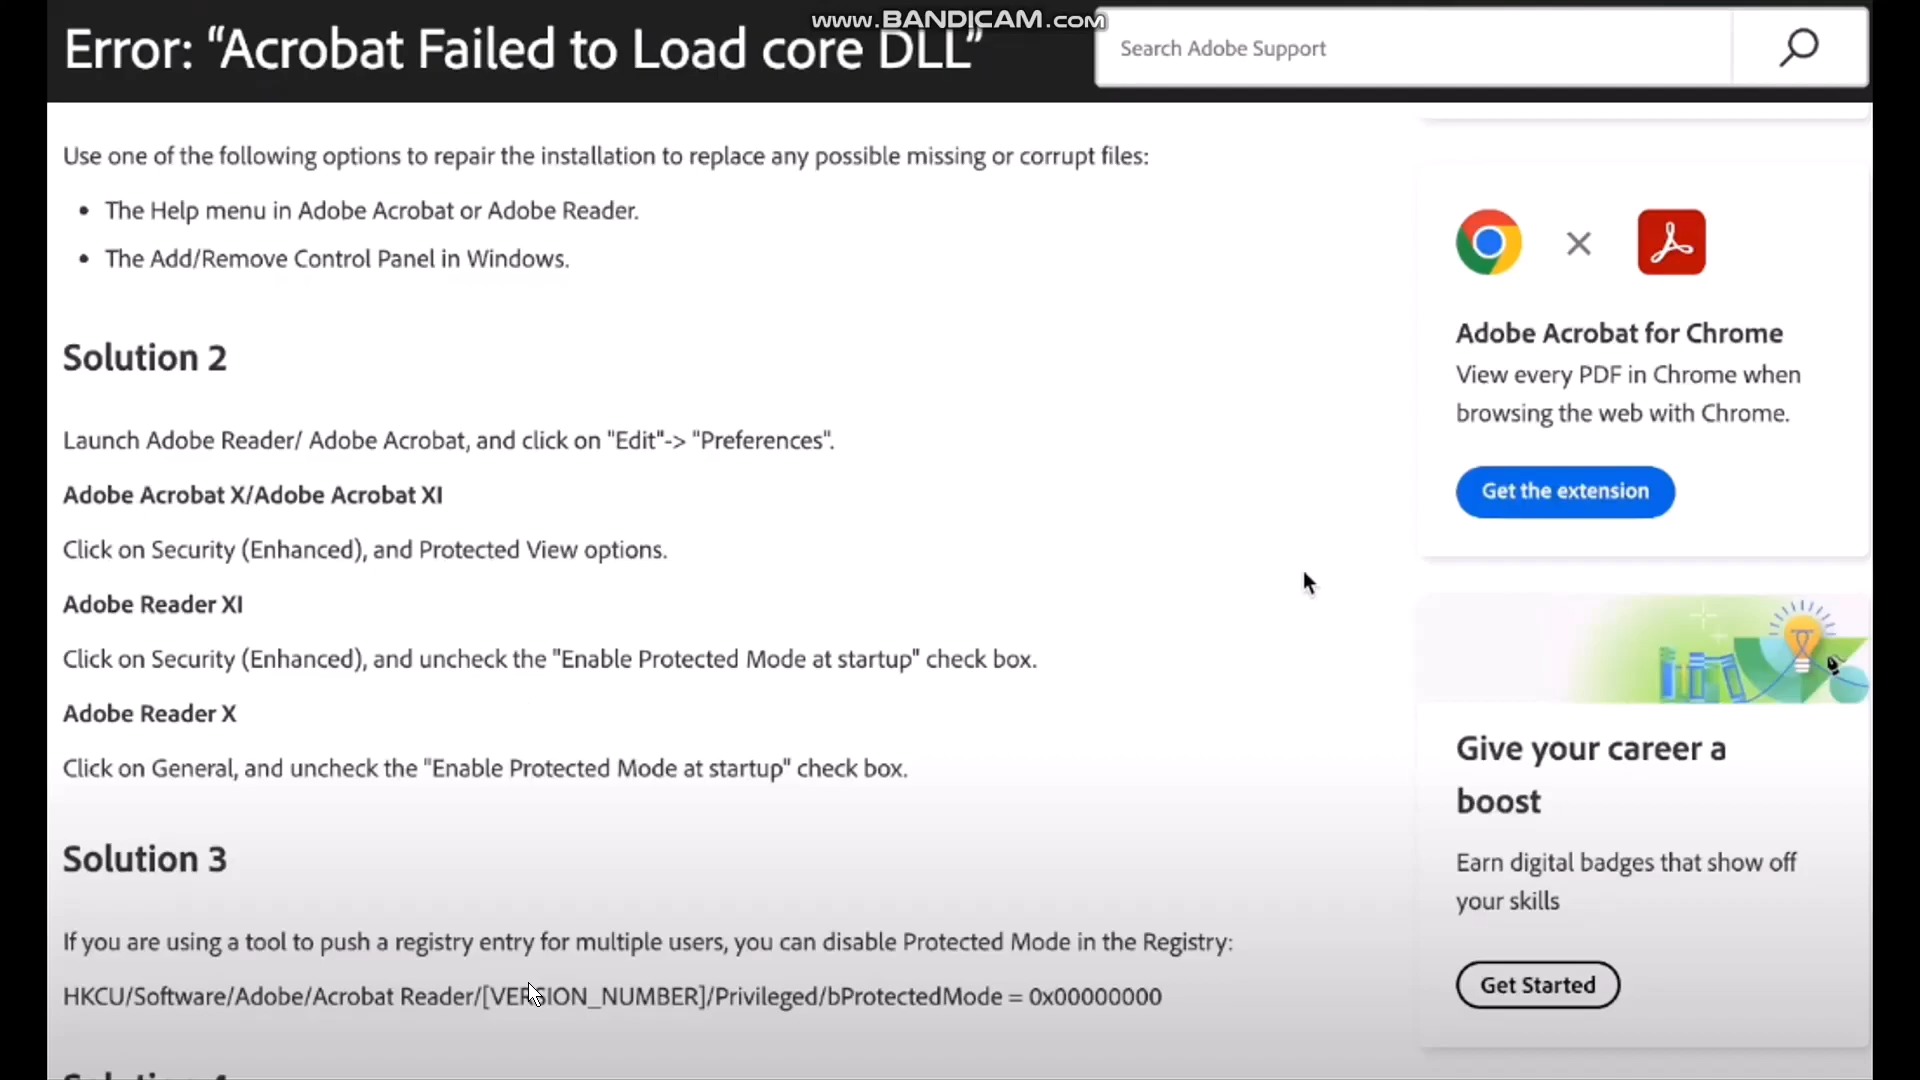 www.BANDICAM.com
Error: “Acrobat Failed to Load core DLL”
Search Adobe Support
Use one of the following options to repair the installation to replace any possible missing or corrupt files:
• The Help menu in Adobe Acrobat or Adobe Reader.
• The Add/Remove Control Panel in Windows.
Solution 2
Launch Adobe Reader/ Adobe Acrobat, and click on "Edit"-> "Preferences".
Adobe Acrobat X/Adobe Acrobat XI
Click on Security (Enhanced), and Protected View options.
Adobe Reader XI
Click on Security (Enhanced), and uncheck the "Enable Protected Mode at startup" check box.
Adobe Reader X
Click on General, and uncheck the "Enable Protected Mode at startup" check box.
Solution 3
If you are using a tool to push a registry entry for multiple users, you can disable Protected Mode in the Registry:
HKCU/Software/Adobe/Acrobat Reader/[VERSION_NUMBER]/Privileged/bProtectedMode = 0x00000000
Adobe Acrobat for Chrome
View every PDF in Chrome when
browsing the web with Chrome.
Get the extension
Give your career a
boost
Earn digital badges that show off
your skills
Get Started